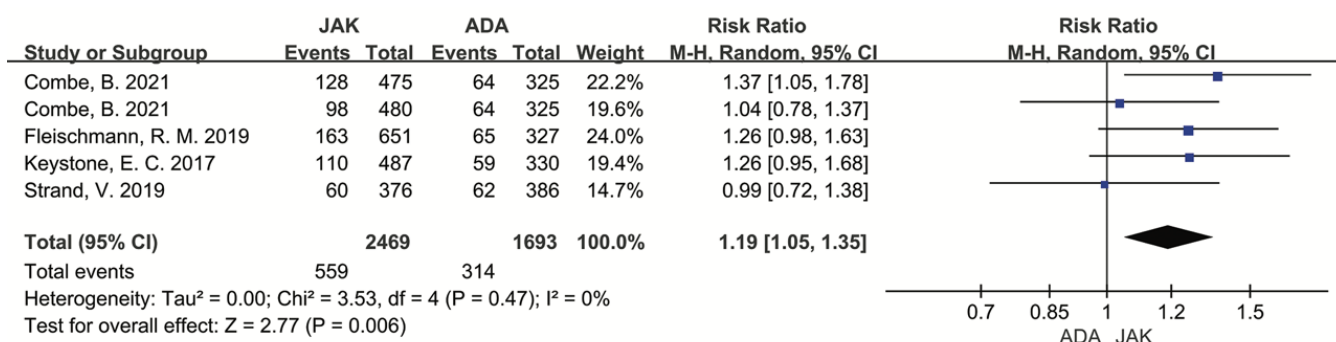 JAK ADA Risk Ratio Risk Ratio
Study or Subgroup Events Total Events Total Weight M-H, Random, 95% CI M-H, Random, 95% CI
Combe, B. 2021 128 475 64 325 22.2% 1.37 [1.05, 1.78]
Combe, B. 2021 98 480 64 325 19.6% 1.04 [0.78, 1.37]
Fleischmann, R. M. 2019 163 651 65 327 24.0% 1.26 [0.98, 1.63]
Keystone, E. C. 2017 110 487 59 330 19.4% 1.26 [0.95, 1.68]
Strand, V. 2019 60 376 62 386 14.7% 0.99 [0.72, 1.38]
Total (95% CI) 2469 1693 100.0% 1.19 [1.05, 1.35]
Total events 559 314
Heterogeneity: Tau² = 0.00; Chi² = 3.53, df = 4 (P = 0.47); I² = 0%
Test for overall effect: Z = 2.77 (P = 0.006)
0.7 0.85 1 1.2 1.5
ADA JAK